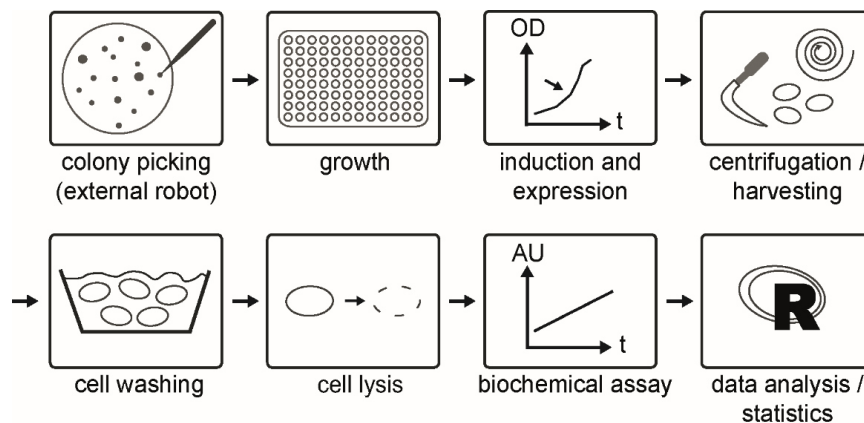 colony picking
(external robot)
growth
OD
t
induction and
expression
centrifugation /
harvesting
cell washing
cell lysis
AU
t
biochemical assay
R
data analysis /
statistics